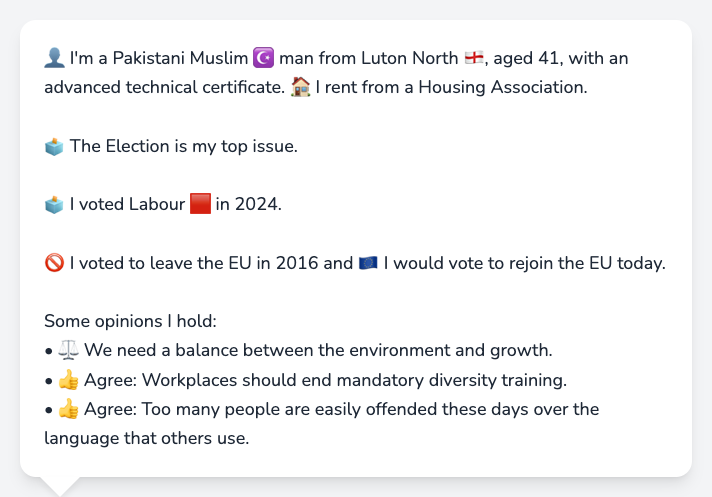 👤 I'm a Pakistani Muslim ☪️ man from Luton North 🏴󠁧󠁢󠁥󠁮󠁧󠁿, aged 41, with an
advanced technical certificate. 🏠 I rent from a Housing Association.
🗳️ The Election is my top issue.
🗳️ I voted Labour 🟥 in 2024.
🚫 I voted to leave the EU in 2016 and 🇪🇺 I would vote to rejoin the EU today.
Some opinions I hold:
• ⚖️ We need a balance between the environment and growth.
• 👍 Agree: Workplaces should end mandatory diversity training.
• 👍 Agree: Too many people are easily offended these days over the
language that others use.